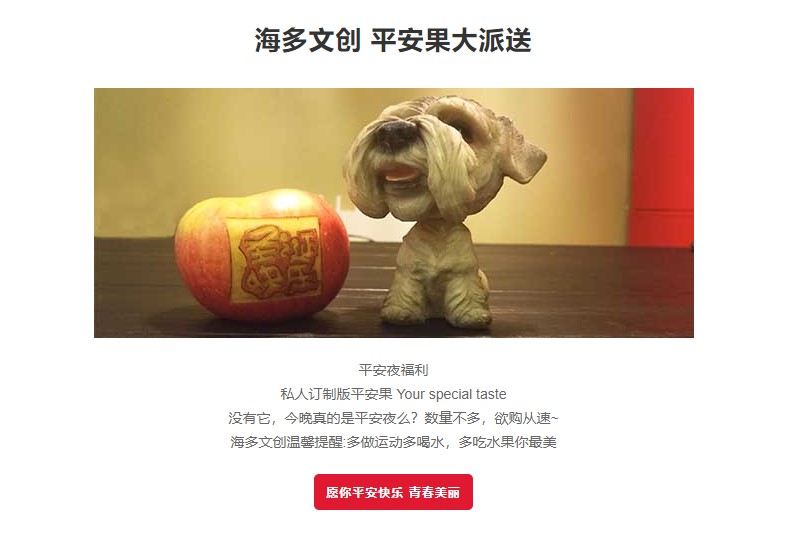 海多文创 平安果大派送
平安夜福利
私人订制版平安果 Your special taste
没有它，今晚真的是平安夜么？数量不多，欲购从速~
海多文创温馨提醒:多做运动多喝水，多吃水果你最美
愿你平安快乐 青春美丽